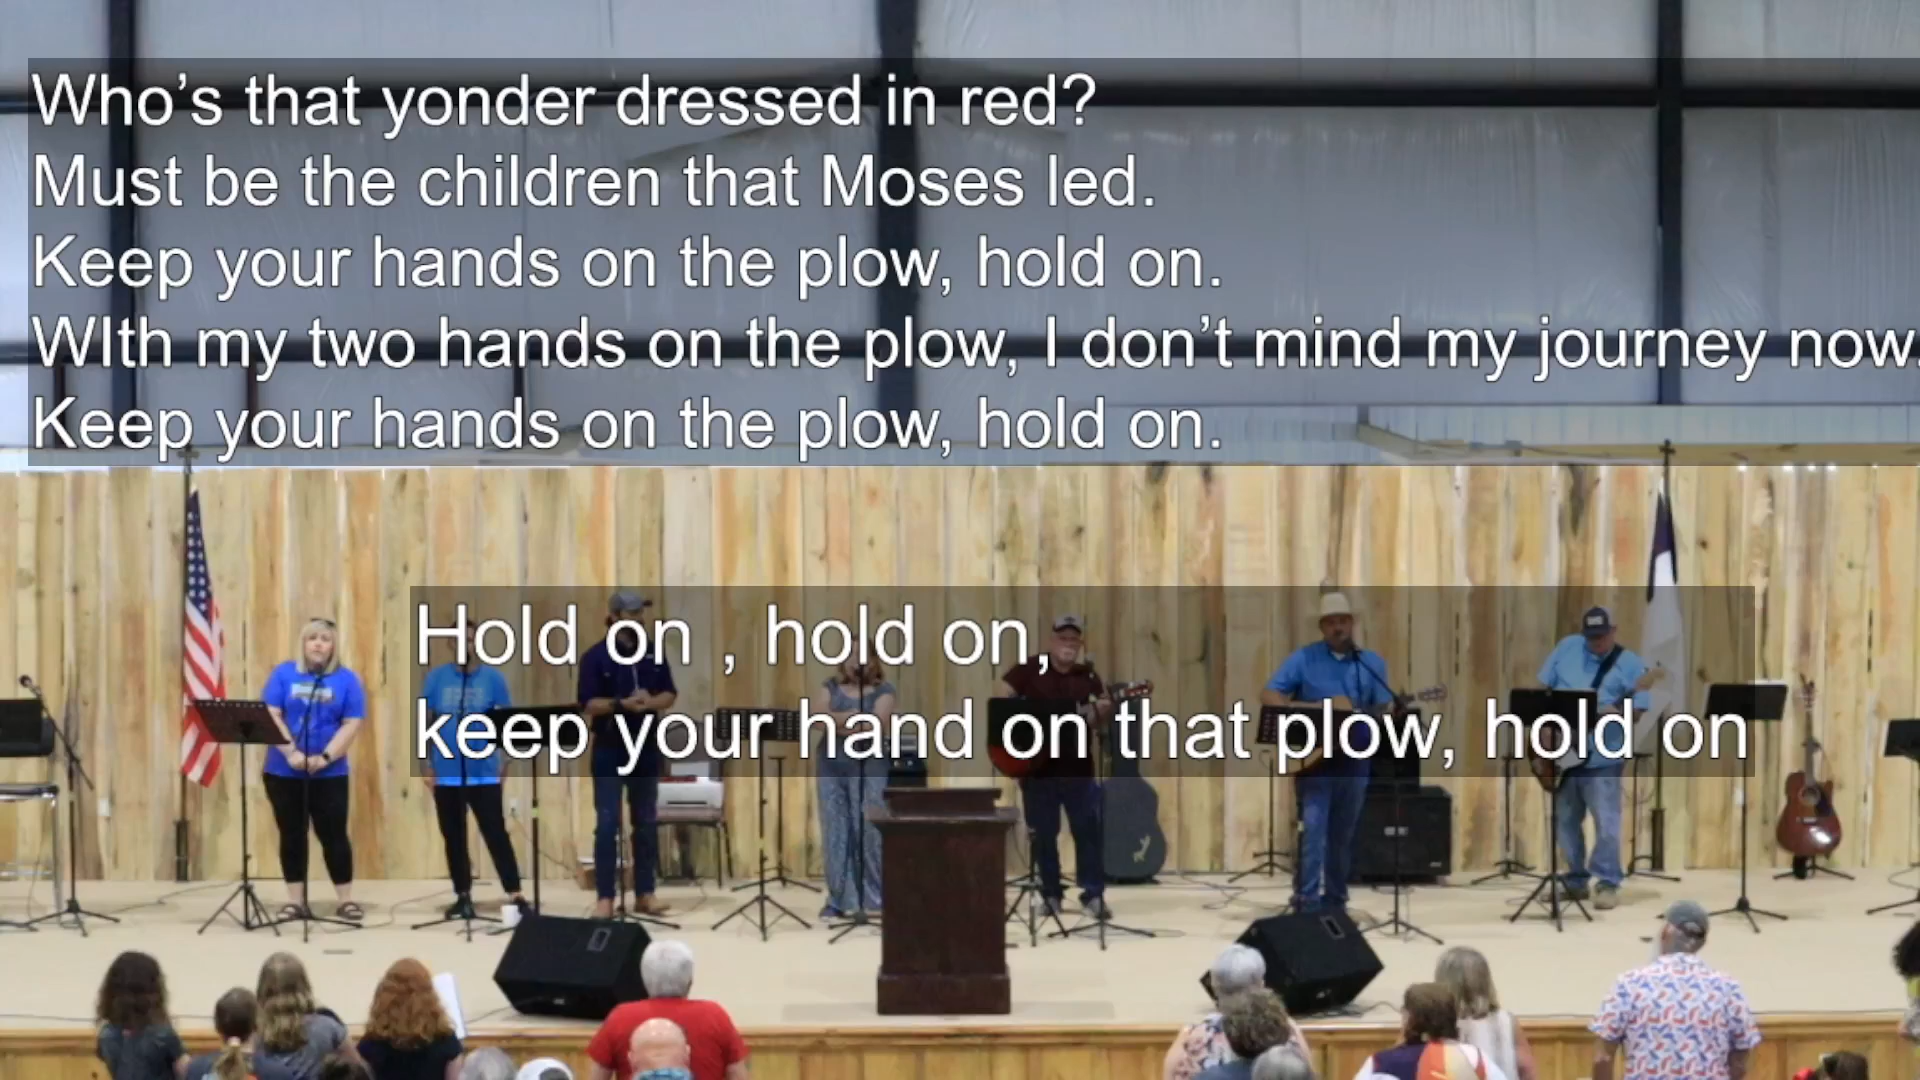 Who's that yonder dressed in red?
Must be the children that Moses led.
Keep your hands on the plow, hold on.
WIth my two hands on the plow, I don't mind my journey now.
Keep your hands on the plow, hold on.
Hold on , hold on,
keep your hand on that plow, hold on